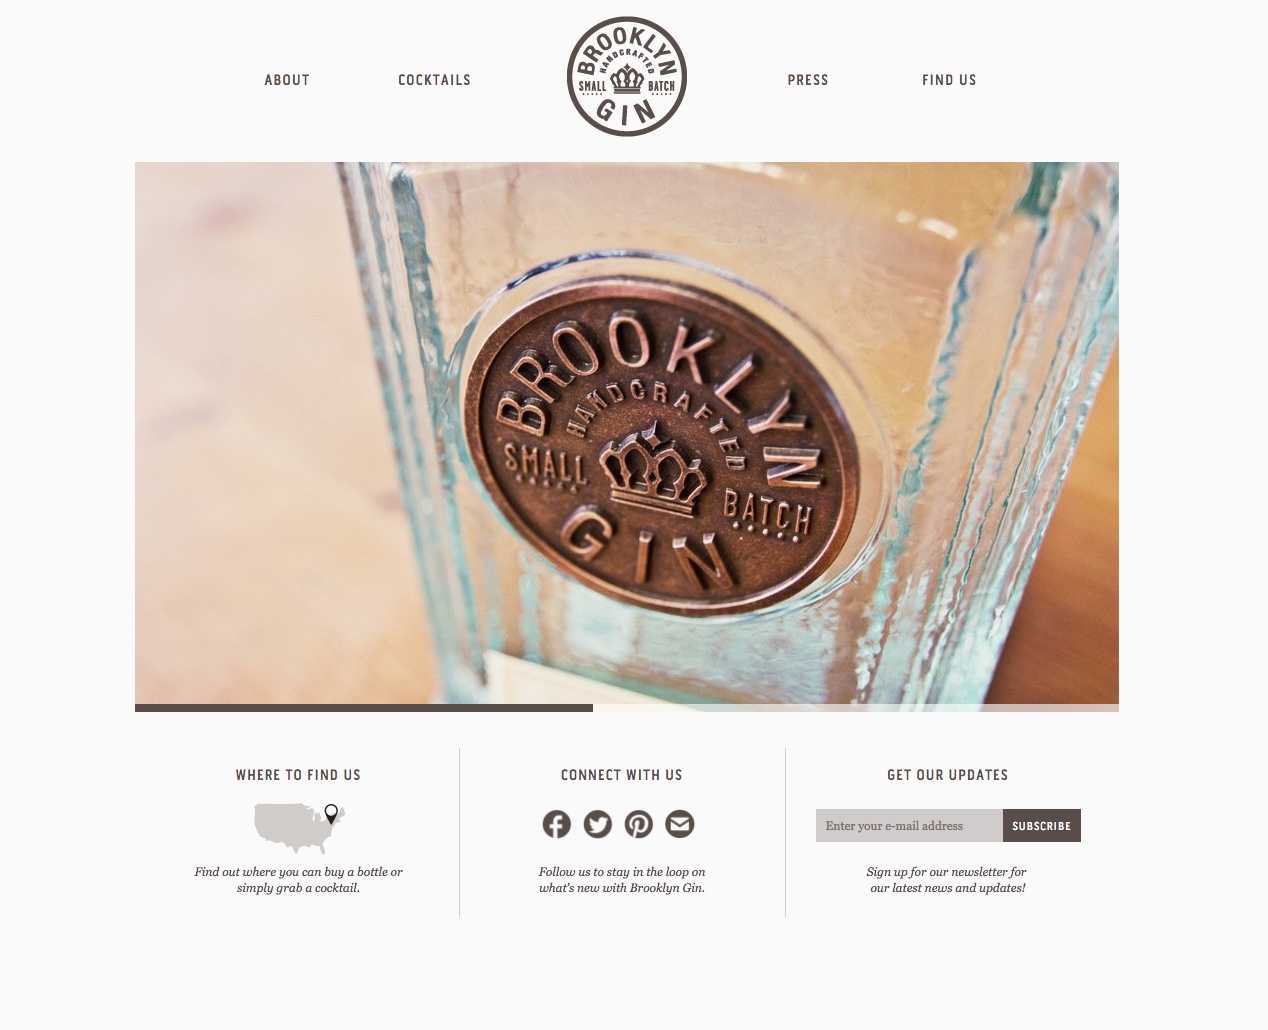 ABOUT
COCKTAILS
BROOKLYN
HANDCRAFTED
SMALL BATCH
GIN
PRESS
FIND US
BROOKLYN
HANDCRAFTED
SMALL
BATCH
GIN
WHERE TO FIND US
Find out where you can buy a bottle or
simply grab a cocktail.
CONNECT WITH US
Follow us to stay in the loop on
what's new with Brooklyn Gin.
GET OUR UPDATES
Enter your e-mail address
SUBSCRIBE
Sign up for our newsletter for
our latest news and updates!